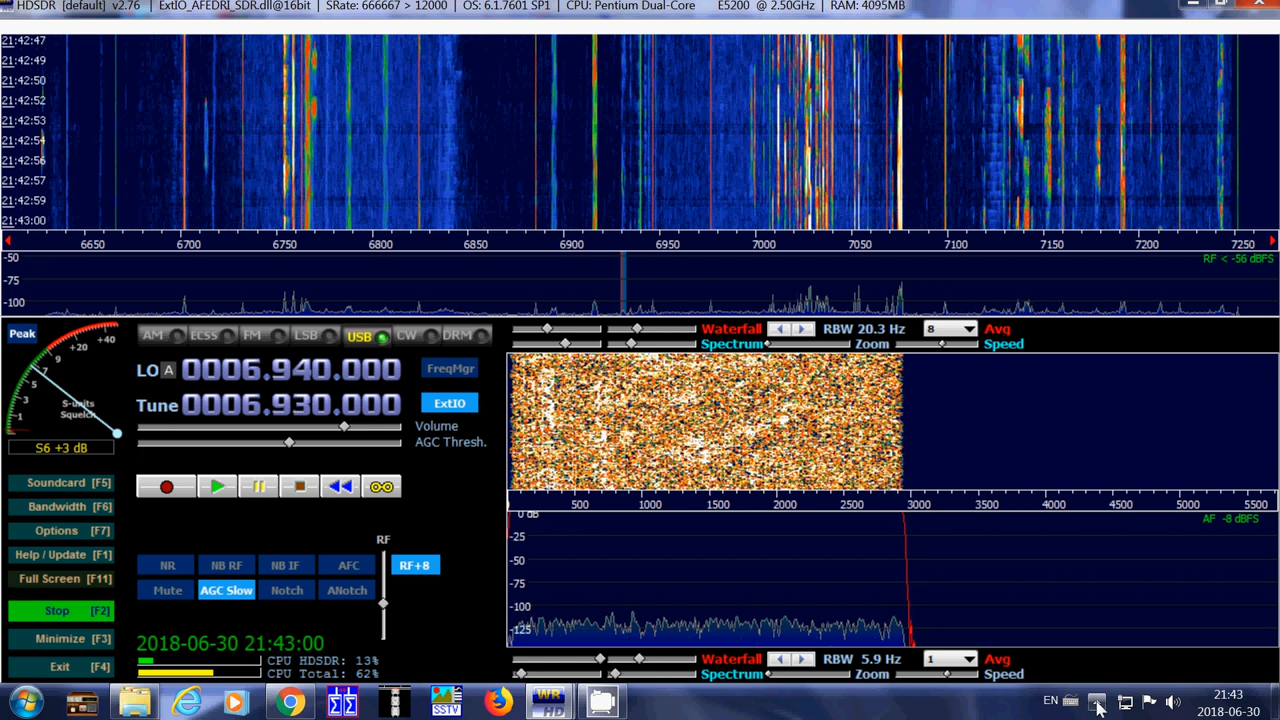 HDSDR [default] v2.76 | ExtIO_AFEDRI_SDR.dll@16bit | SRate: 666667 > 12000 | OS: 6.1.7601 SP1 | CPU: Pentium Dual-Core E5200 @ 2.50GHz | RAM: 4095MB
21:42:47
21:42:49
21:42:50
21:42:52
21:42:53
21:42:54
21:42:56
21:42:57
21:42:59
21:43:00
6650 6700 6750 6800 6850 6900 6950 7000 7050 7100 7150 7200 7250
-50 RF < -56 dBFS
-75
-100
Peak +20 +40 9 7 5 3 1
S-units
Squelch
S6 +3 dB
AM ECSS FM LSB USB CW DRM
LO A 0006.940.000 FreqMgr
Tune 0006.930.000 ExtIO
Volume
AGC Thresh.
Waterfall RBW 20.3 Hz 8 Avg
Spectrum Zoom Speed
500 1000 1500 2000 2500 3000 3500 4000 4500 5000 5500
0 dB AF -8 dBFS
-25
-50
-75
-100
-125
Soundcard [F5]
Bandwidth [F6]
Options [F7]
Help / Update [F1]
Full Screen [F11]
Stop [F2]
Minimize [F3]
Exit [F4]
RF
NR NB RF NB IF AFC RF+8
Mute AGC Slow Notch ANotch
2018-06-30 21:43:00
CPU HDSDR: 13%
CPU Total: 62%
Waterfall RBW 5.9 Hz 1 Avg
Spectrum Zoom Speed
SSTV
WR
HD
EN
21:43
2018-06-30